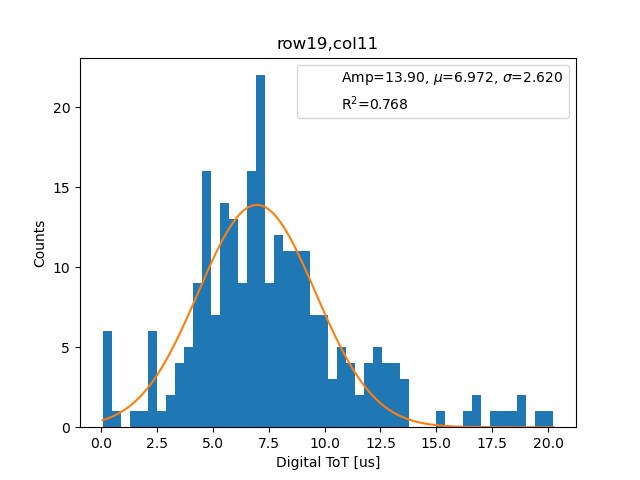 row19,col11
Amp=13.90, μ=6.972, σ=2.620
R²=0.768
Counts
20
15
10
5
0
0.0 2.5 5.0 7.5 10.0 12.5 15.0 17.5 20.0
Digital ToT [us]